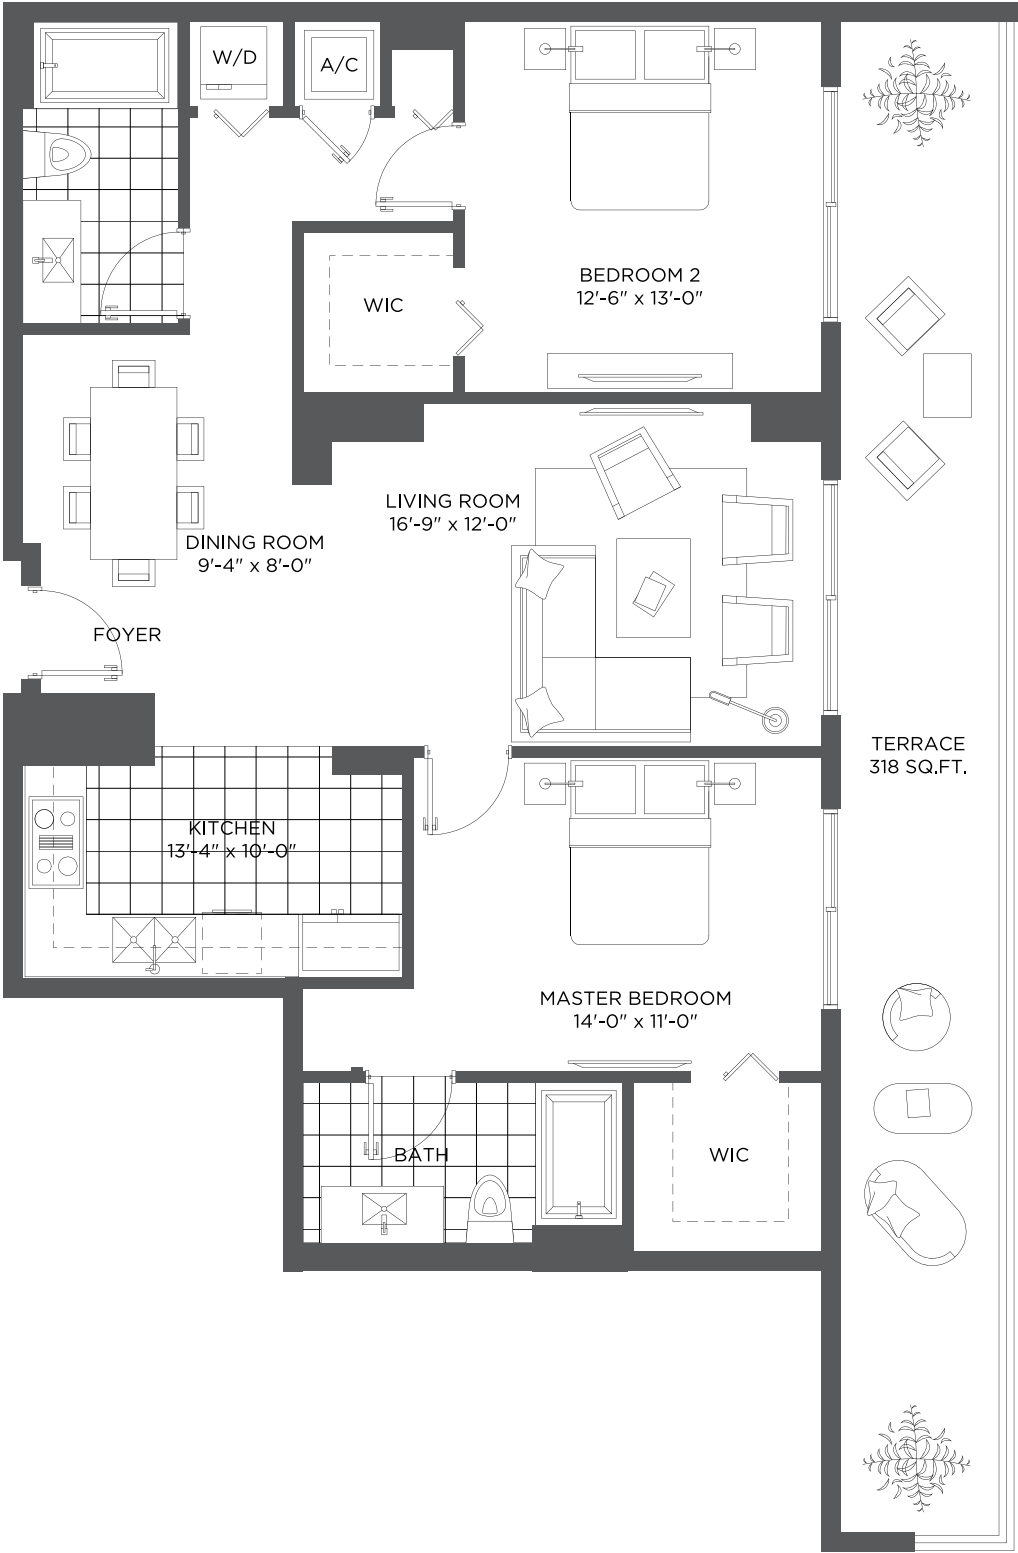 W/D
A/C
BEDROOM 2
12'-6" x 13'-0"
WIC
LIVING ROOM
16'-9" x 12'-0"
DINING ROOM
9'-4" x 8'-0"
FOYER
TERRACE
318 SQ.FT.
KITCHEN
13'-4" x 10'-0"
MASTER BEDROOM
14'-0" x 11'-0"
BATH
WIC